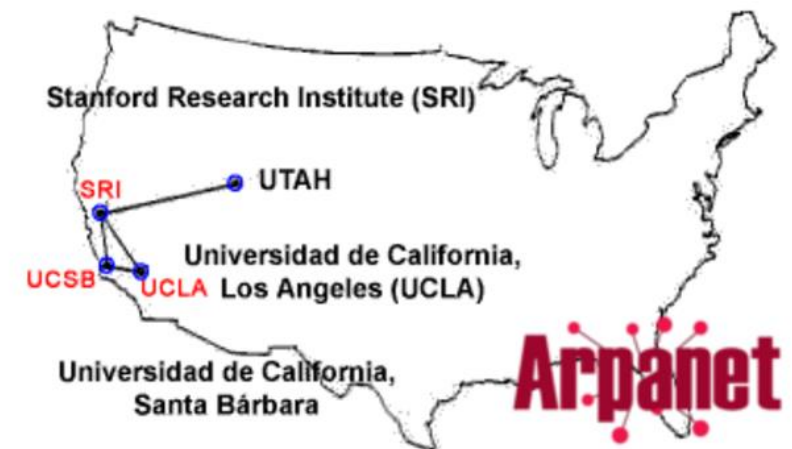 Stanford Research Institute (SRI)
SRI
UTAH
Universidad de California,
Los Angeles (UCLA)
UCSB
UCLA
Universidad de California,
Santa Bárbara
Arpanet